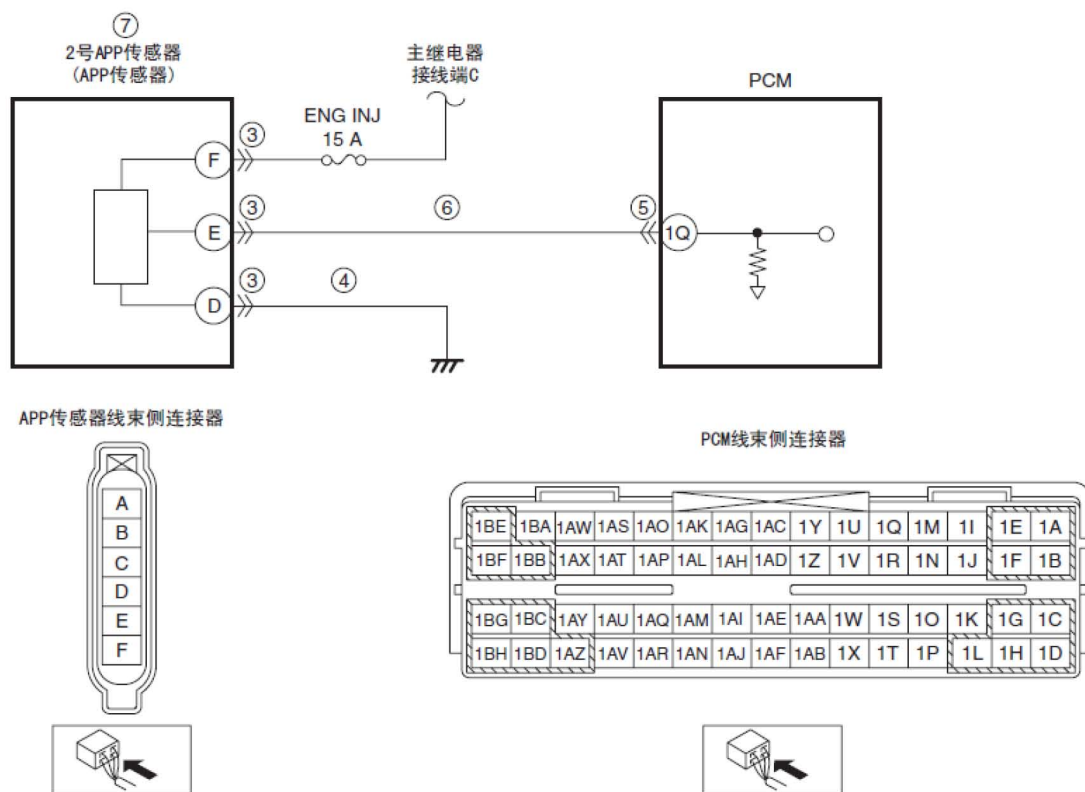 ⑦
2号APP传感器
(APP传感器)
主继电器
接线端C
PCM
ENG INJ
15 A
F
③
E
③
⑥
⑤
1Q
D
③
④
APP传感器线束侧连接器
A
B
C
D
E
F
PCM线束侧连接器
1BE 1BA 1AW 1AS 1AO 1AK 1AG 1AC 1Y 1U 1Q 1M 1I 1E 1A
1BF 1BB 1AX 1AT 1AP 1AL 1AH 1AD 1Z 1V 1R 1N 1J 1F 1B
1BG 1BC 1AY 1AU 1AQ 1AM 1AI 1AE 1AA 1W 1S 1O 1K 1G 1C
1BH 1BD 1AZ 1AV 1AR 1AN 1AJ 1AF 1AB 1X 1T 1P 1L 1H 1D